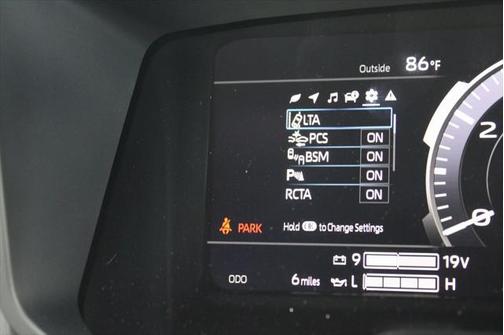 Outside 86°F
LTA
PCS ON
BSM ON
P ON
RCTA ON
Hold OK to Change Settings
PARK
9 19V
ODO 6 miles L H
2
0